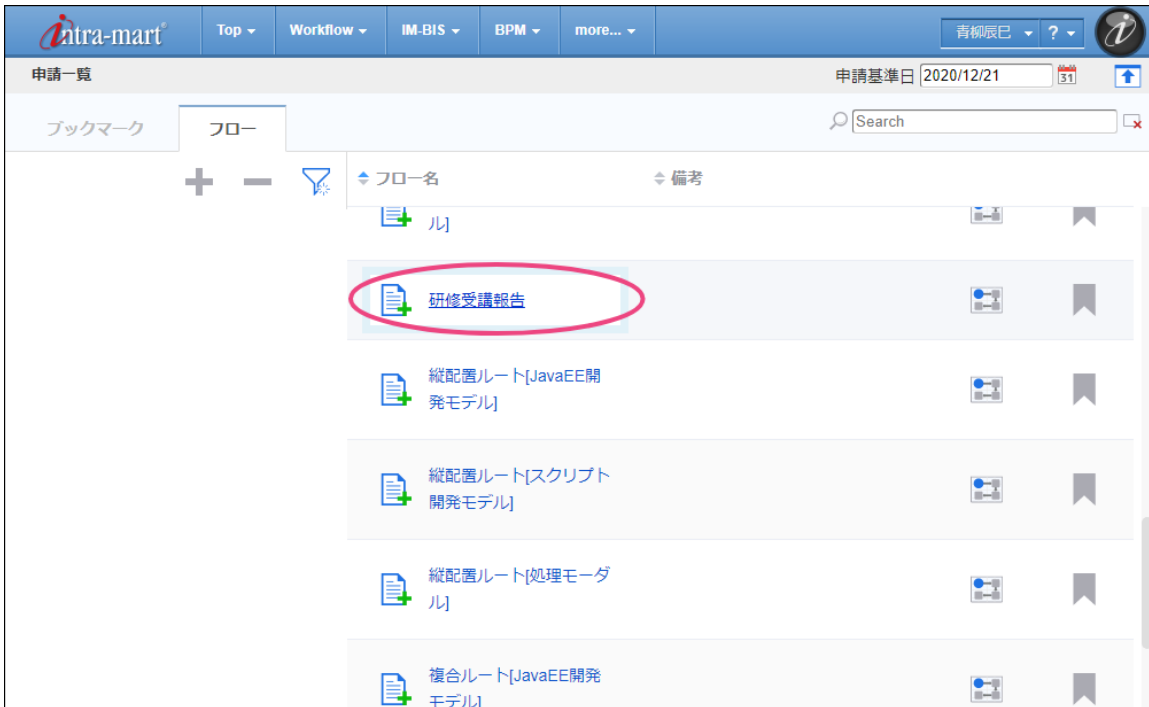 intra-mart
Top
Workflow
IM-BIS
BPM
more...
青柳辰巳
?
申請一覧
申請基準日 2020/12/21
31
ブックマーク
フロー
Search
フロー名
備考
ル]
研修受講報告
縦配置ルート[JavaEE開
発モデル]
縦配置ルート[スクリプト
開発モデル]
縦配置ルート[処理モーダ
ル]
複合ルート[JavaEE開発
モデル]